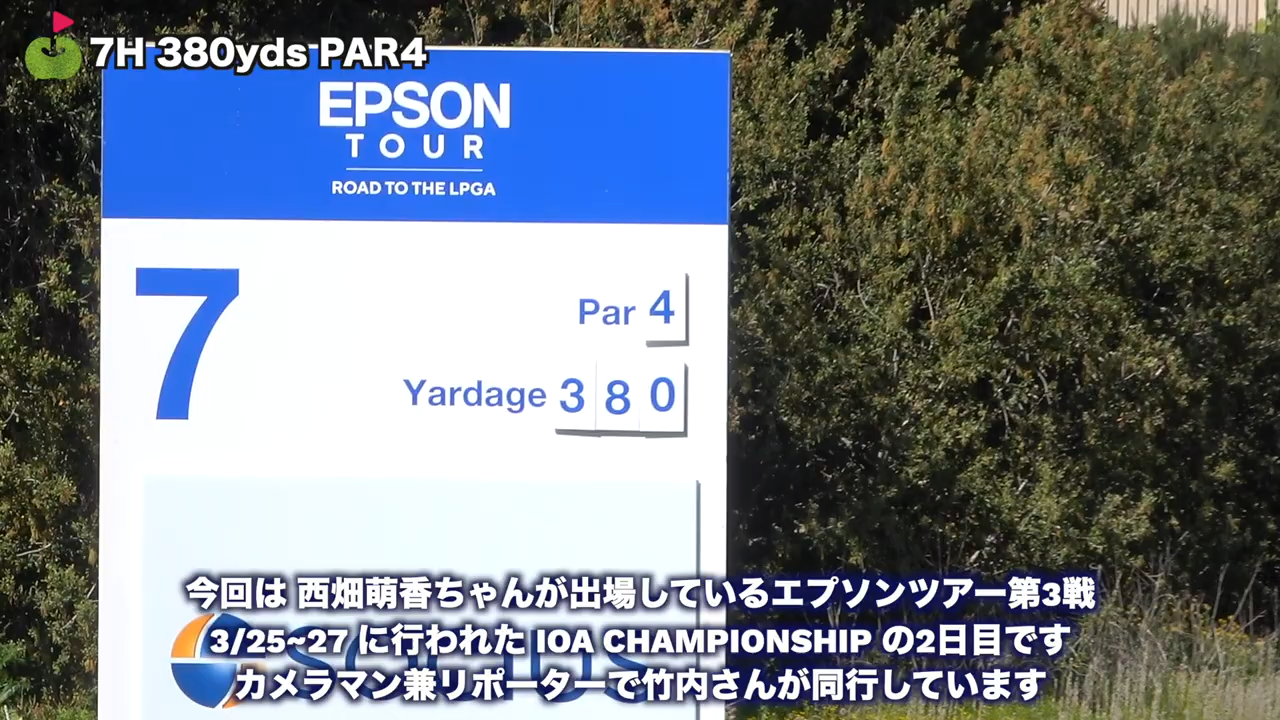 7H 380yds PAR4
EPSON
TOUR
ROAD TO THE LPGA
7
Par 4
Yardage 380
今回は 西畑萌香ちゃんが出場しているエプソンツアー第3戦
3/25~27 に行われた IOA CHAMPIONSHIP の2日目です
カメラマン兼リポーターで竹内さんが同行しています